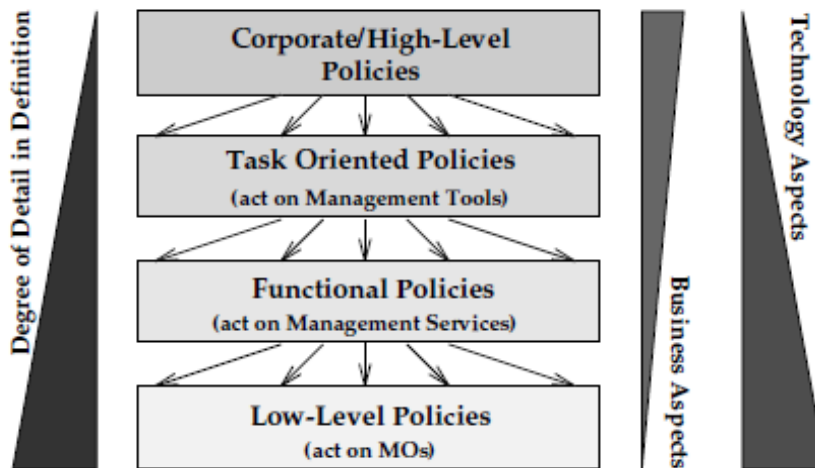 Degree of Detail in Definition
Corporate/High-Level
Policies
Task Oriented Policies
(act on Management Tools)
Functional Policies
(act on Management Services)
Low-Level Policies
(act on MOs)
Business Aspects
Technology Aspects